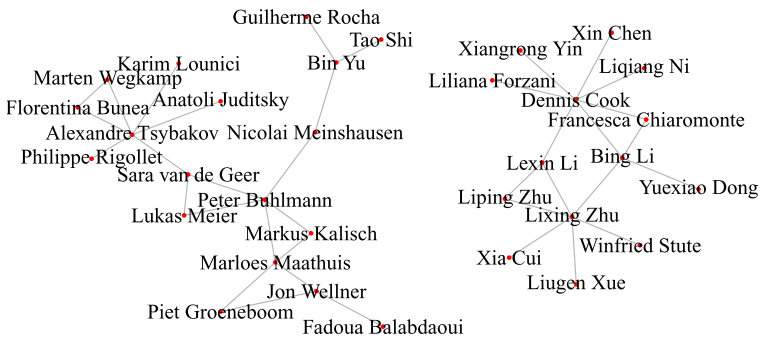 Guilherme Rocha
Tao Shi
Bin Yu
Karim Lounici
Marten Wegkamp
Anatoli Juditsky
Florentina Bunea
Alexandre Tsybakov
Nicolai Meinshausen
Philippe Rigollet
Sara van de Geer
Peter Buhlmann
Lukas Meier
Markus Kalisch
Marloes Maathuis
Jon Wellner
Piet Groeneboom
Fadoua Balabdaoui
Xin Chen
Xiangrong Yin
Liqiang Ni
Liliana Forzani
Dennis Cook
Francesca Chiaromonte
Lexin Li
Bing Li
Yuexiao Dong
Liping Zhu
Lixing Zhu
Winfried Stute
Xia Cui
Liugen Xue